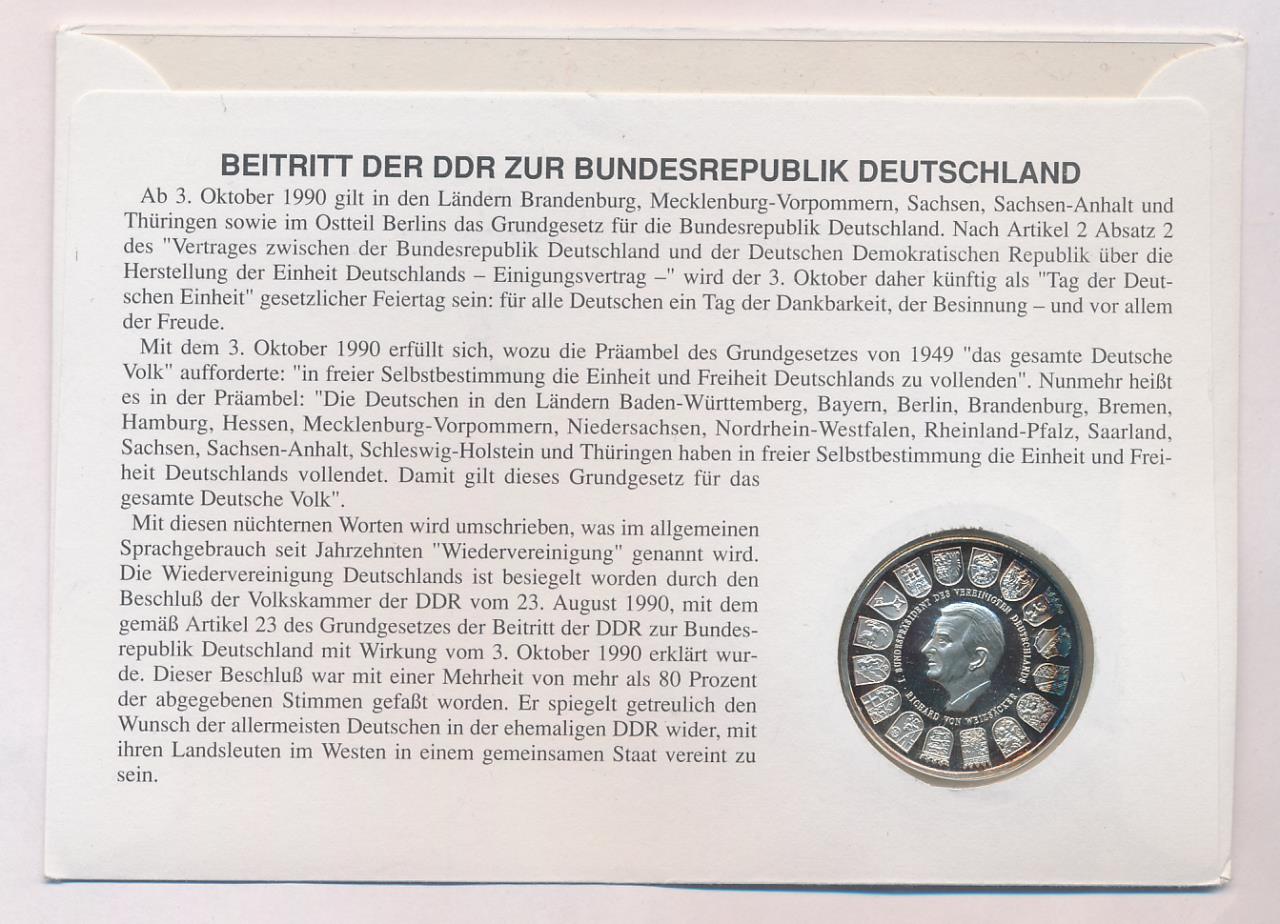 BEITRITT DER DDR ZUR BUNDESREPUBLIK DEUTSCHLAND
Ab 3. Oktober 1990 gilt in den Ländern Brandenburg, Mecklenburg-Vorpommern, Sachsen, Sachsen-Anhalt und
Thüringen sowie im Ostteil Berlins das Grundgesetz für die Bundesrepublik Deutschland. Nach Artikel 2 Absatz 2
des "Vertrages zwischen der Bundesrepublik Deutschland und der Deutschen Demokratischen Republik über die
Herstellung der Einheit Deutschlands – Einigungsvertrag –" wird der 3. Oktober daher künftig als "Tag der Deut-
schen Einheit" gesetzlicher Feiertag sein: für alle Deutschen ein Tag der Dankbarkeit, der Besinnung – und vor allem
der Freude.
Mit dem 3. Oktober 1990 erfüllt sich, wozu die Präambel des Grundgesetzes von 1949 "das gesamte Deutsche
Volk" aufforderte: "in freier Selbstbestimmung die Einheit und Freiheit Deutschlands zu vollenden". Nunmehr heißt
es in der Präambel: "Die Deutschen in den Ländern Baden-Württemberg, Bayern, Berlin, Brandenburg, Bremen,
Hamburg, Hessen, Mecklenburg-Vorpommern, Niedersachsen, Nordrhein-Westfalen, Rheinland-Pfalz, Saarland,
Sachsen, Sachsen-Anhalt, Schleswig-Holstein und Thüringen haben in freier Selbstbestimmung die Einheit und Frei-
heit Deutschlands vollendet. Damit gilt dieses Grundgesetz für das
gesamte Deutsche Volk".
Mit diesen nüchternen Worten wird umschrieben, was im allgemeinen
Sprachgebrauch seit Jahrzehnten "Wiedervereinigung" genannt wird.
Die Wiedervereinigung Deutschlands ist besiegelt worden durch den
Beschluß der Volkskammer der DDR vom 23. August 1990, mit dem
gemäß Artikel 23 des Grundgesetzes der Beitritt der DDR zur Bundes-
republik Deutschland mit Wirkung vom 3. Oktober 1990 erklärt wur-
de. Dieser Beschluß war mit einer Mehrheit von mehr als 80 Prozent
der abgegebenen Stimmen gefaßt worden. Er spiegelt getreulich den
Wunsch der allermeisten Deutschen in der ehemaligen DDR wider, mit
ihren Landsleuten im Westen in einem gemeinsamen Staat vereint zu
sein.
1. BUNDESPRÄSIDENT DES VEREINIGTEN DEUTSCHLANDS
· RICHARD VON WEIZSÄCKER ·